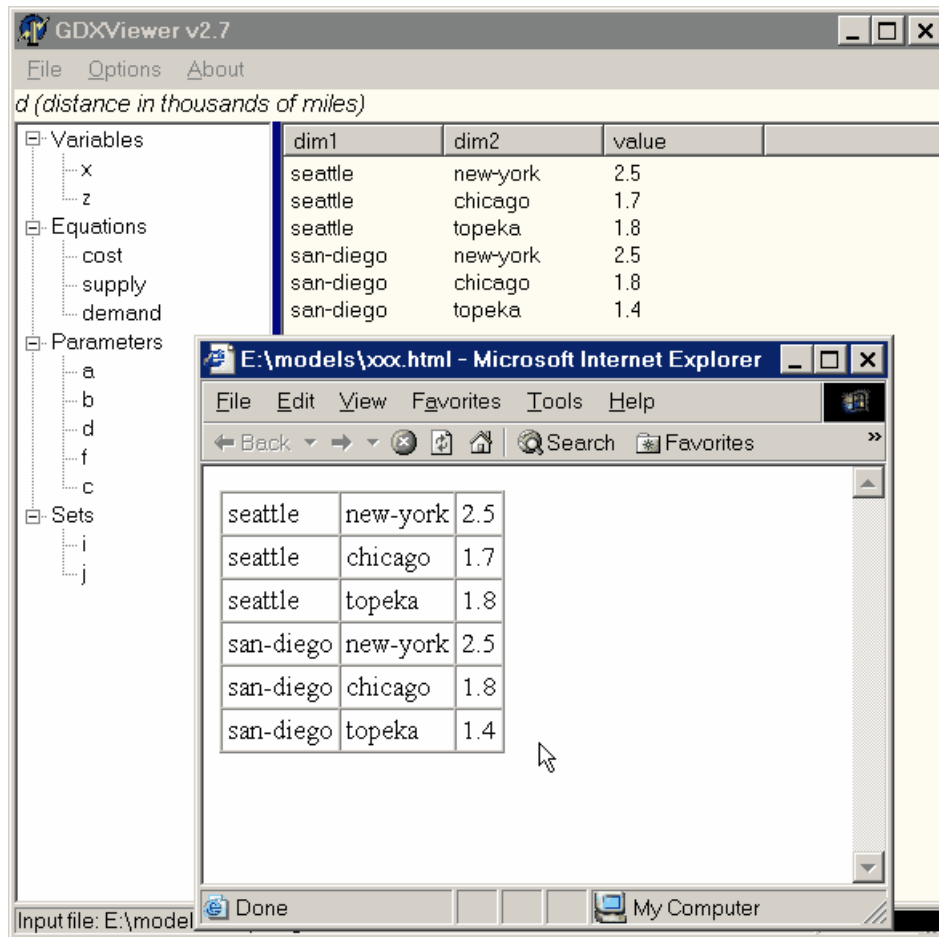 GDXViewer v2.7
File Options About
d (distance in thousands of miles)
Variables
x
z
Equations
cost
supply
demand
Parameters
a
b
d
f
c
Sets
i
j
dim1 dim2 value
seattle new-york 2.5
seattle chicago 1.7
seattle topeka 1.8
san-diego new-york 2.5
san-diego chicago 1.8
san-diego topeka 1.4
E:\models\xxx.html - Microsoft Internet Explorer
File Edit View Favorites Tools Help
Back Search Favorites »
seattle new-york 2.5
seattle chicago 1.7
seattle topeka 1.8
san-diego new-york 2.5
san-diego chicago 1.8
san-diego topeka 1.4
Done My Computer
Input file: E:\model